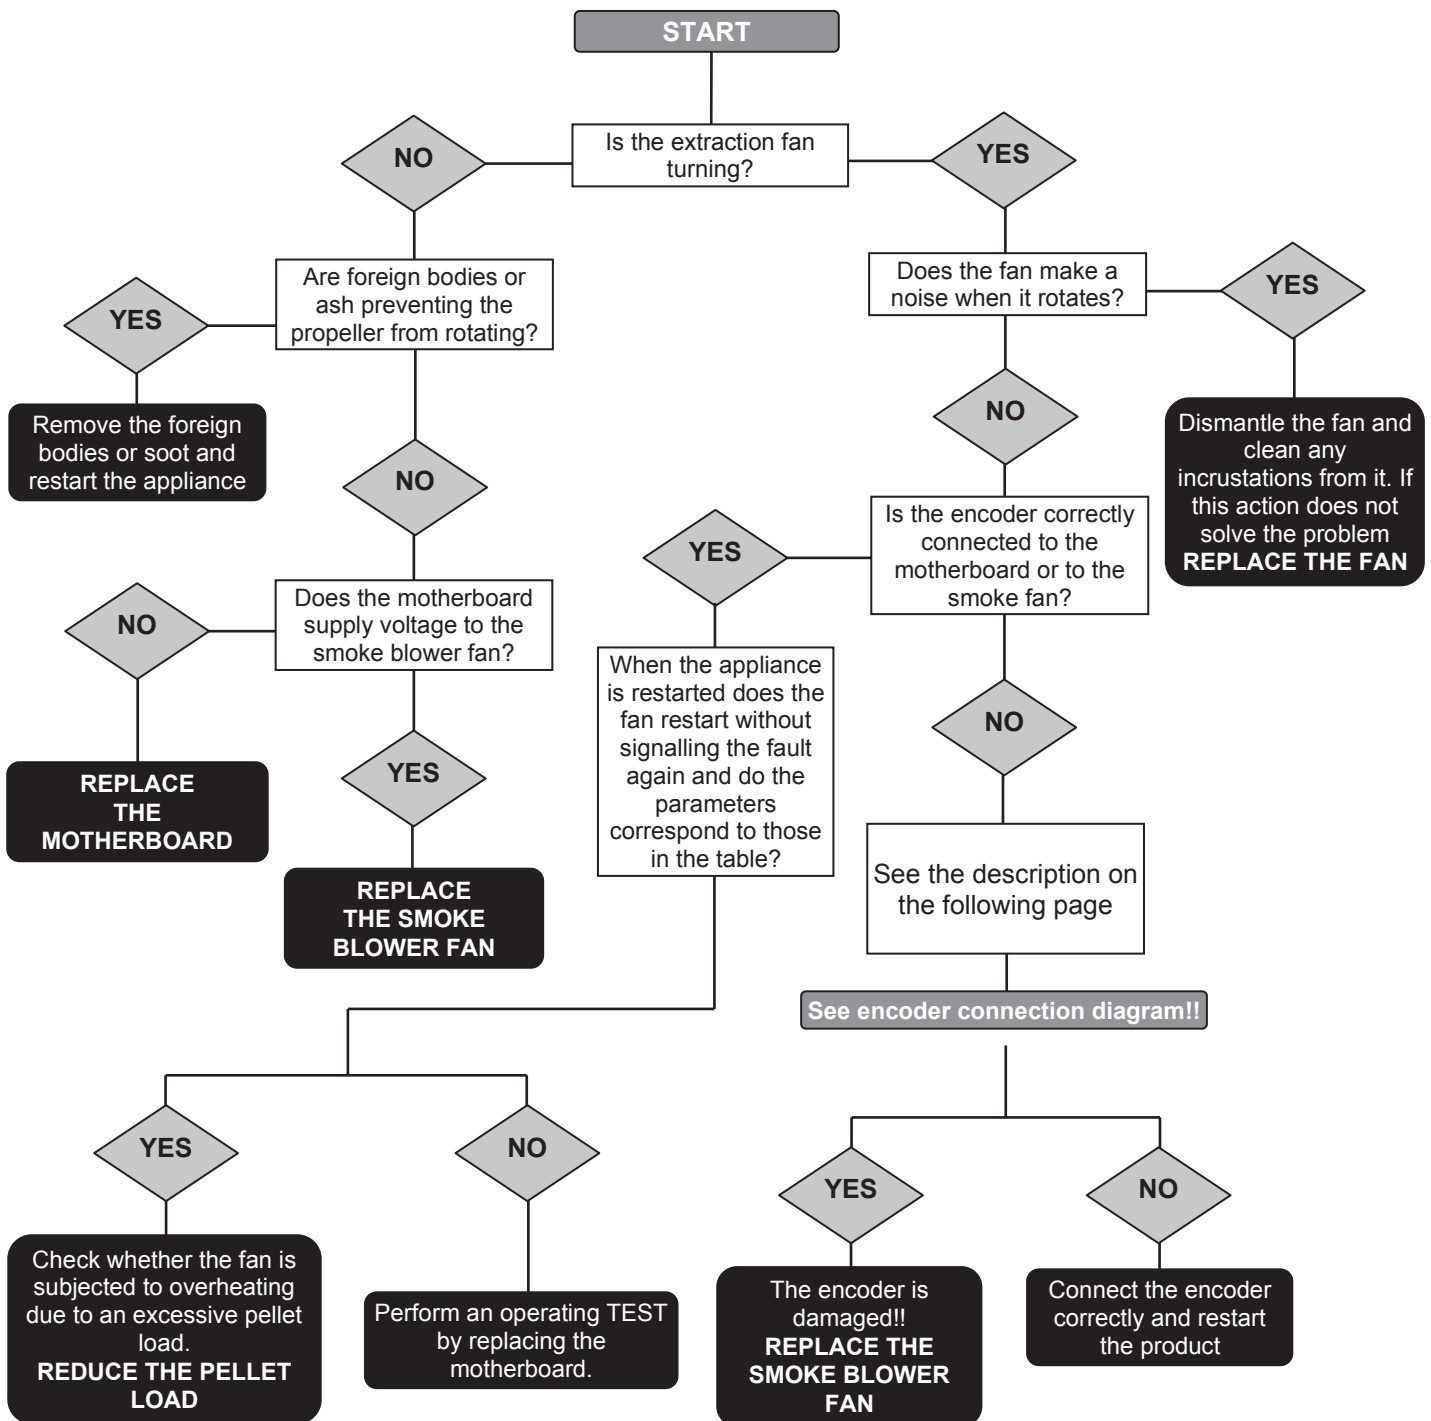 START
Is the extraction fan
turning?
NO
YES
Are foreign bodies or
ash preventing the
propeller from rotating?
Does the fan make a
noise when it rotates?
YES
YES
Remove the foreign
bodies or soot and
restart the appliance
NO
NO
Dismantle the fan and
clean any
incrustations from it. If
this action does not
solve the problem
REPLACE THE FAN
Is the encoder correctly
connected to the
motherboard or to the
smoke fan?
YES
Does the motherboard
supply voltage to the
smoke blower fan?
NO
When the appliance
is restarted does the
fan restart without
signalling the fault
again and do the
parameters
correspond to those
in the table?
NO
YES
REPLACE
THE
MOTHERBOARD
REPLACE
THE SMOKE
BLOWER FAN
See the description on
the following page
See encoder connection diagram!!
YES
NO
YES
NO
Check whether the fan is
subjected to overheating
due to an excessive pellet
load.
REDUCE THE PELLET
LOAD
Perform an operating TEST
by replacing the
motherboard.
The encoder is
damaged!!
REPLACE THE
SMOKE BLOWER
FAN
Connect the encoder
correctly and restart
the product